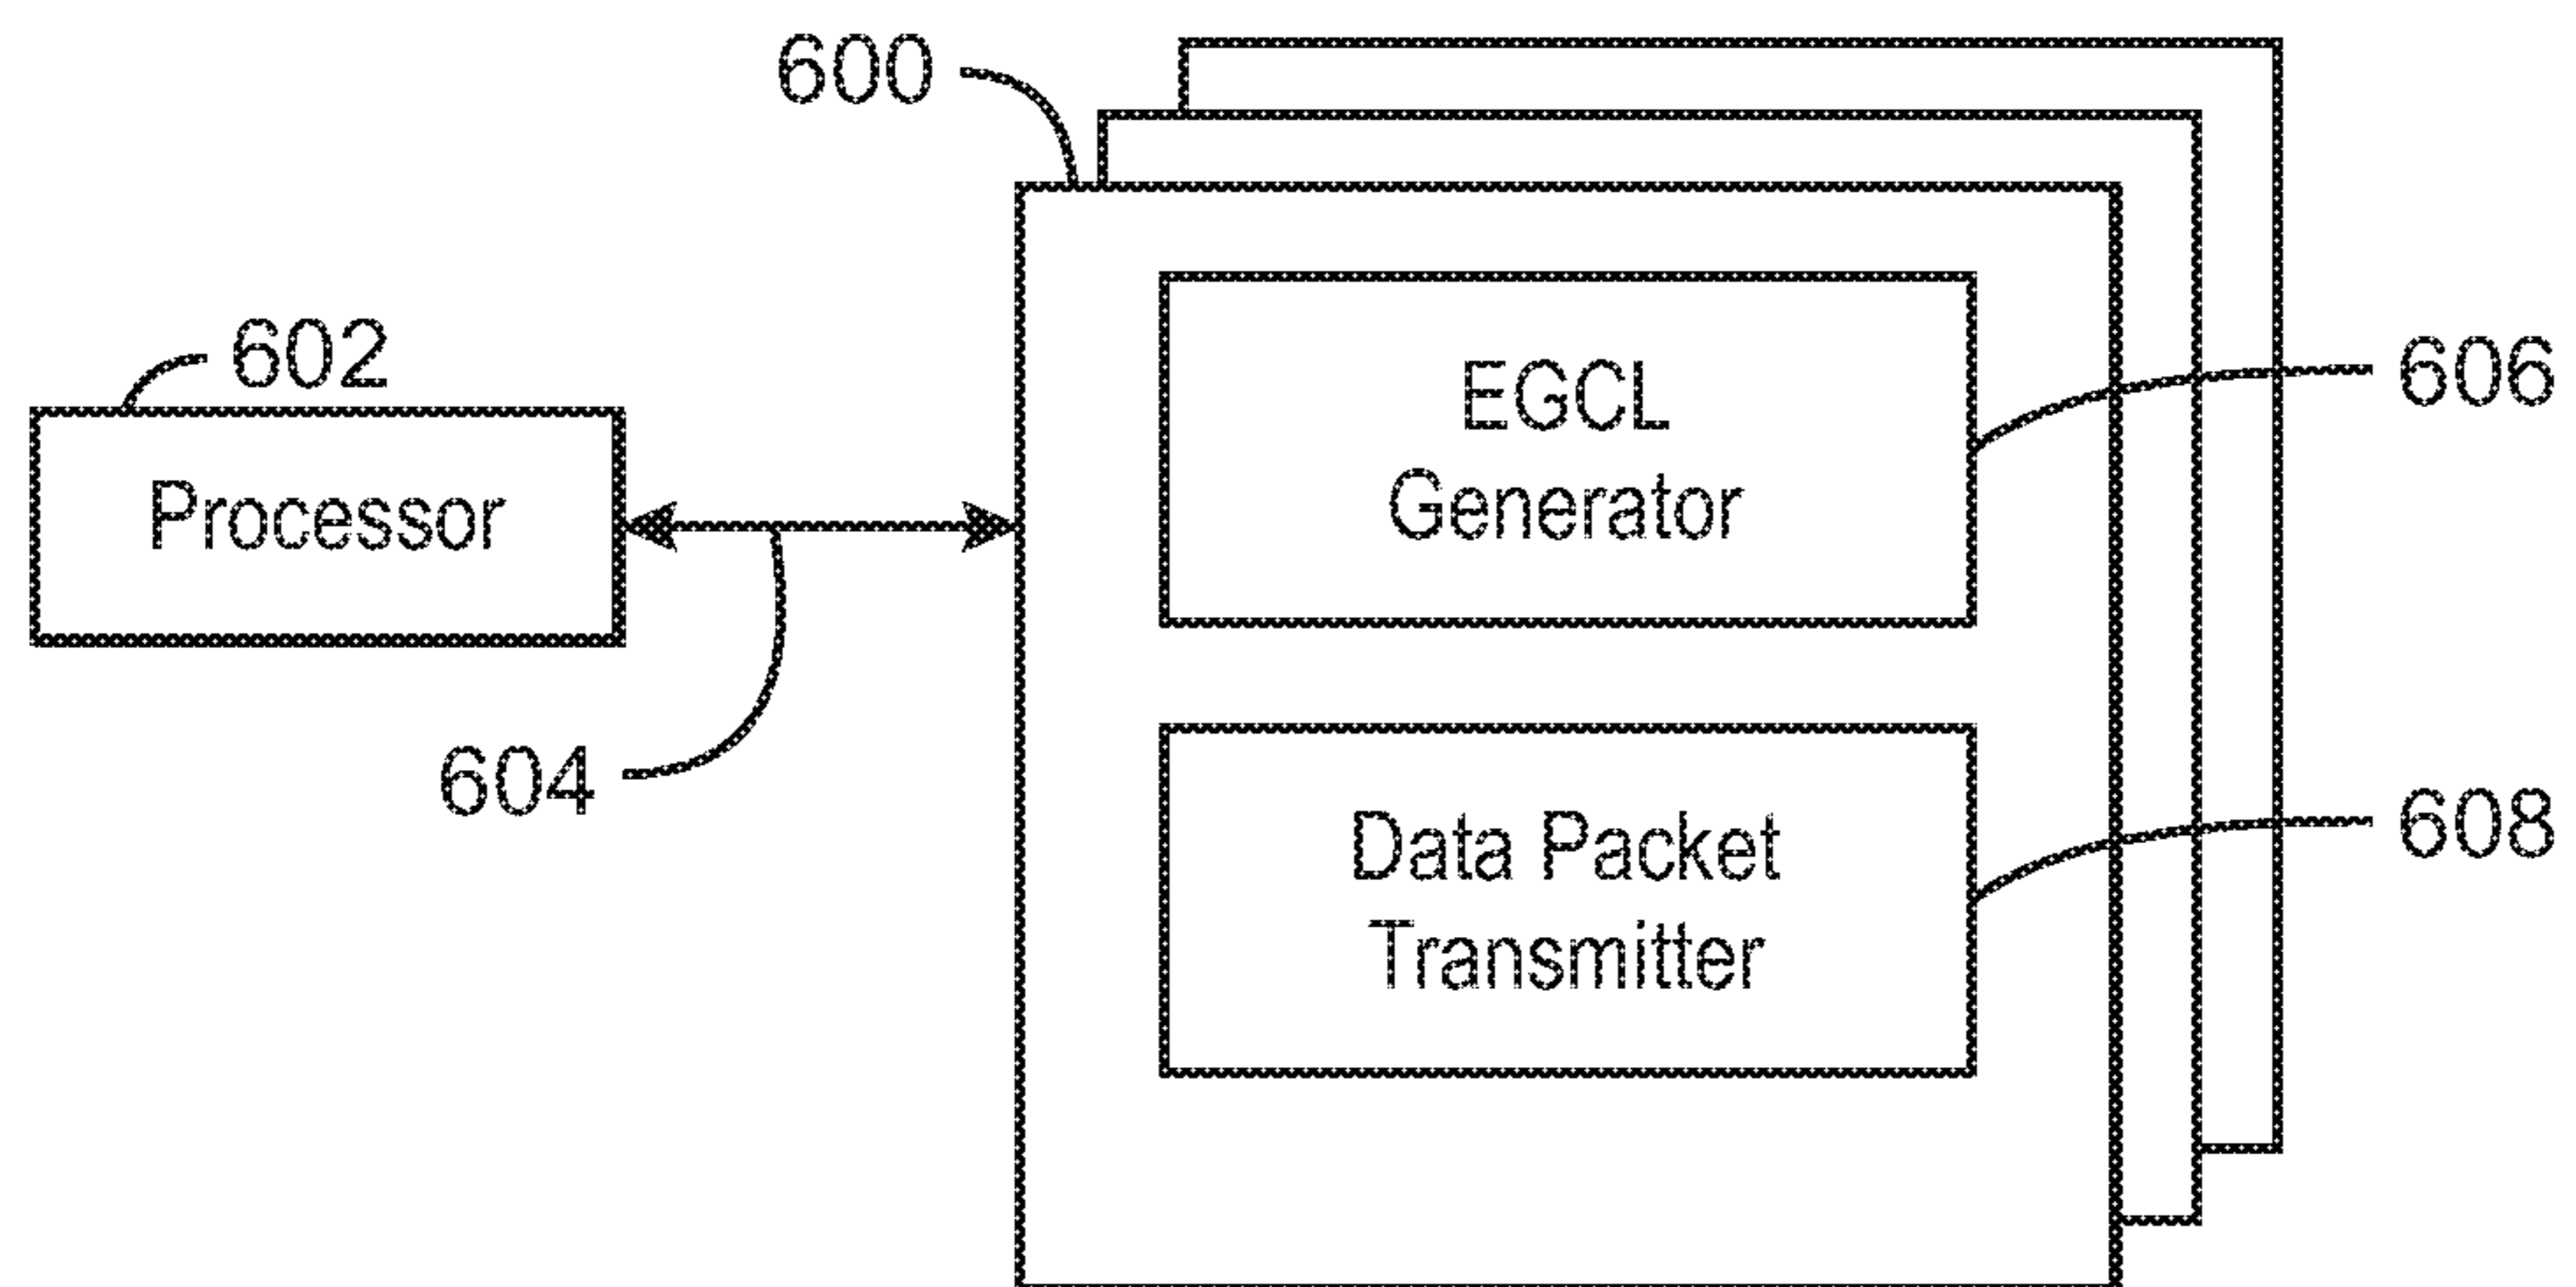 600
602
Processor
604
EGCL
Generator
606
Data Packet
Transmitter
608